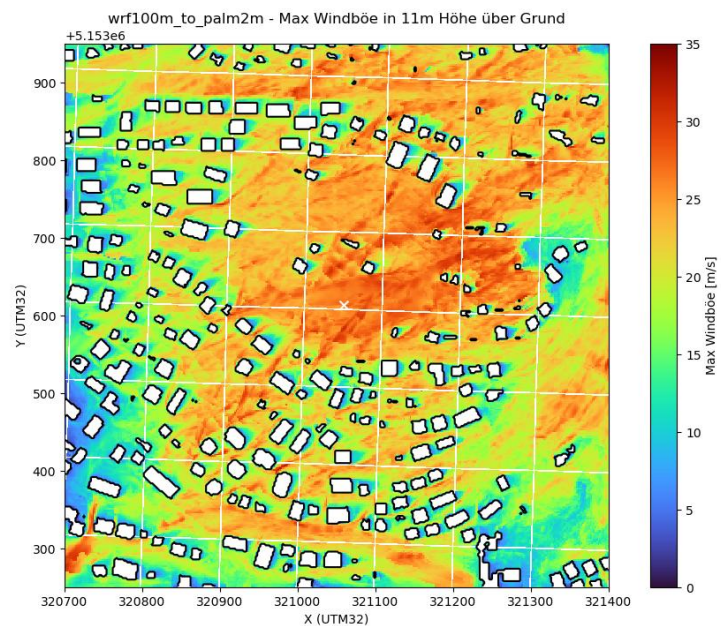 wrf100m_to_palm2m - Max Windböe in 11m Höhe über Grund
+5.153e6
900
800
700
600
500
400
300
Y (UTM32)
320700 320800 320900 321000 321100 321200 321300 321400
X (UTM32)
35
30
25
20
15
10
5
0
Max Windböe [m/s]